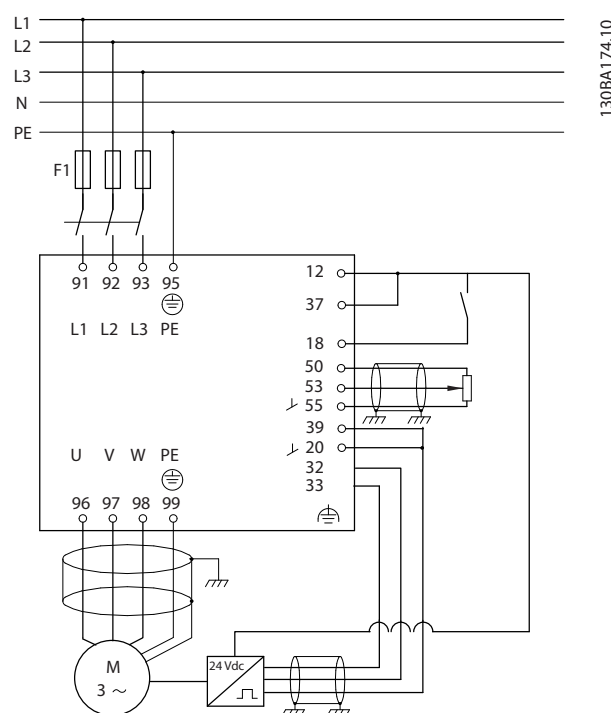 L1
L2
L3
N
PE
130BA174.10
F1
91 92 93 95
L1 L2 L3 PE
12
37
18
50
53
55
39
20
32
33
U V W PE
96 97 98 99
M
3 ~
24 Vdc